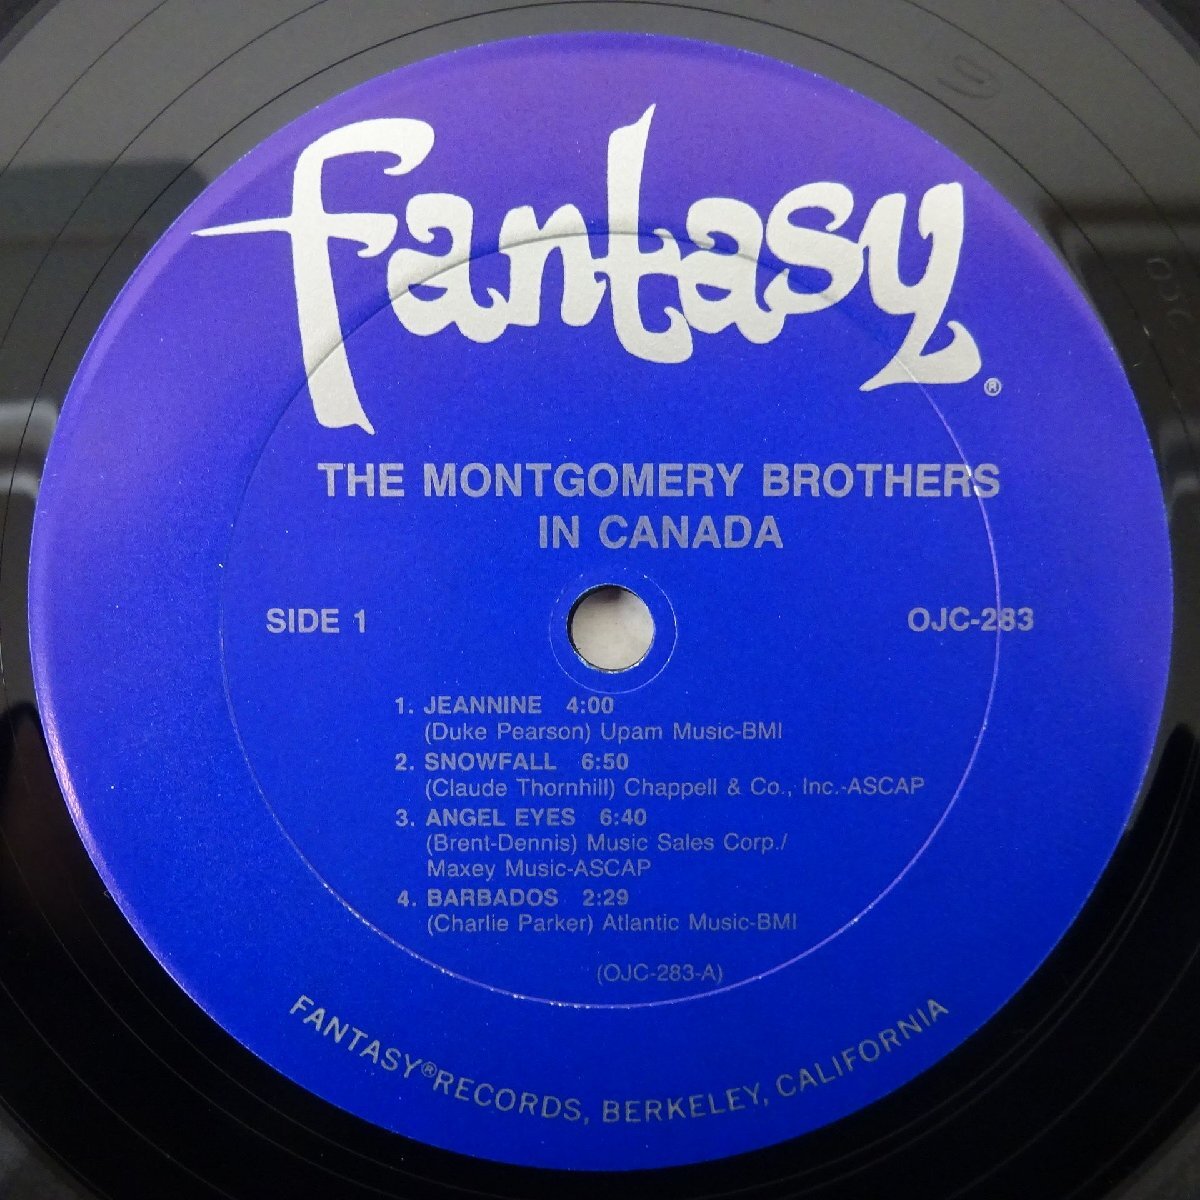 fantasy®
THE MONTGOMERY BROTHERS
IN CANADA
SIDE 1
OJC-283
1. JEANNINE 4:00
(Duke Pearson) Upam Music-BMI
2. SNOWFALL 6:50
(Claude Thornhill) Chappell & Co., Inc.-ASCAP
3. ANGEL EYES 6:40
(Brent-Dennis) Music Sales Corp./
Maxey Music-ASCAP
4. BARBADOS 2:29
(Charlie Parker) Atlantic Music-BMI
(OJC-283-A)
FANTASY® RECORDS, BERKELEY, CALIFORNIA